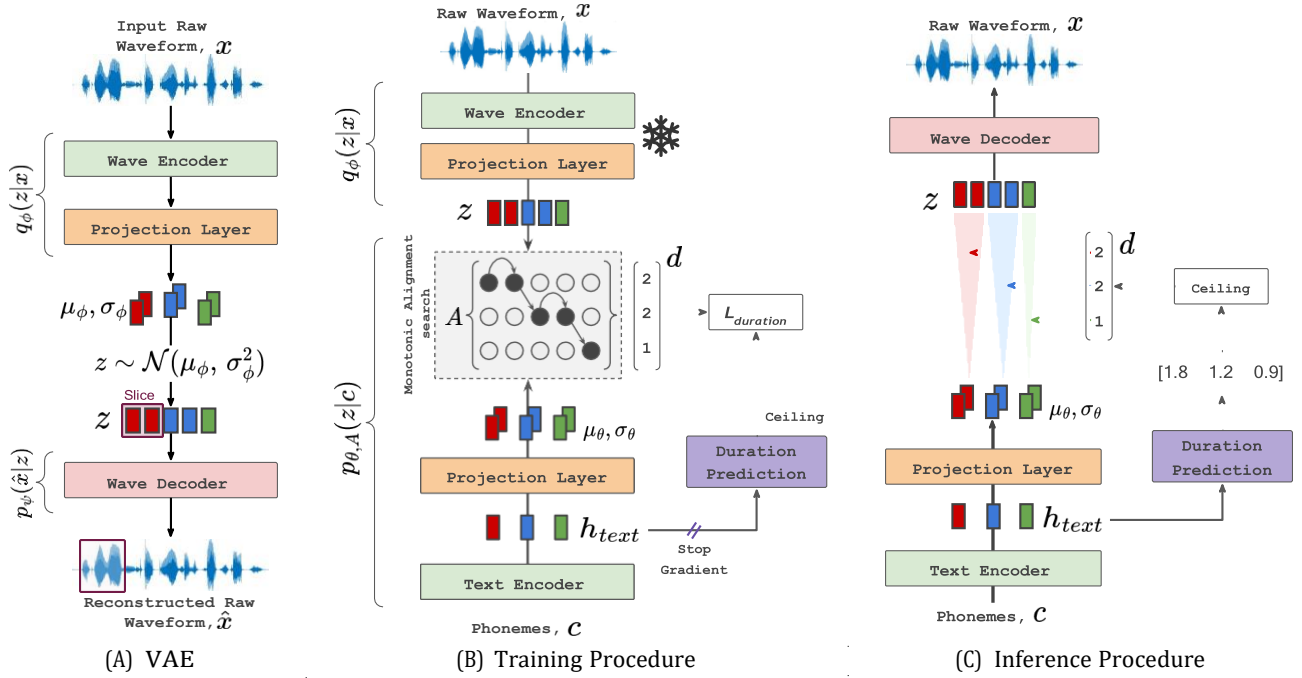 Input Raw
Waveform, x
Wave Encoder
Projection Layer
q_ϕ(z|x)
μ_ϕ, σ_ϕ
z ∼ N(μ_ϕ, σ_ϕ^2)
Slice
z
Wave Decoder
p_ψ(x̂|z)
Reconstructed Raw
Waveform, x̂
(A) VAE
Raw Waveform, x
Wave Encoder
Projection Layer
q_ϕ(z|x)
z
Monotonic Alignment
search
A
2
2
1
d
L_duration
p_θ,A(z|c)
μ_θ, σ_θ
Ceiling
Projection Layer
Duration
Prediction
h_text
Stop
Gradient
Text Encoder
Phonemes, c
(B) Training Procedure
Raw Waveform, x
Wave Decoder
z
d
2
2
1
Ceiling
[1.8 1.2 0.9]
μ_θ, σ_θ
Projection Layer
Duration
Prediction
h_text
Text Encoder
Phonemes, c
(C) Inference Procedure